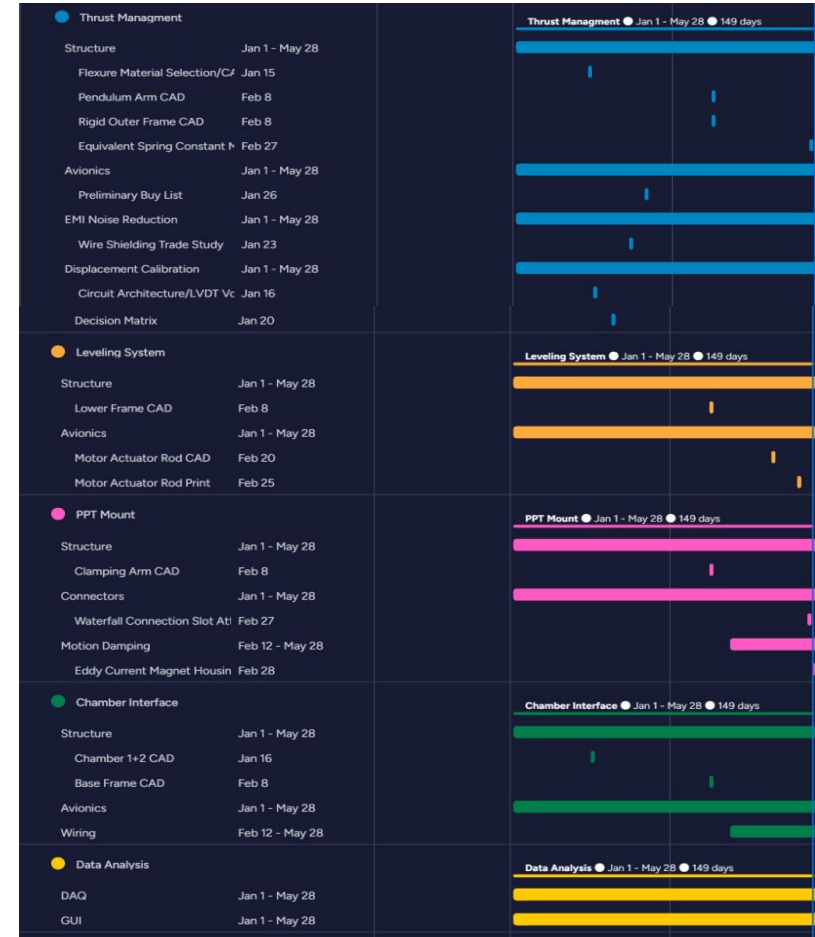 Thrust Managment
Thrust Managment Jan 1 - May 28 149 days
Structure Jan 1 - May 28
Flexure Material Selection/CA Jan 15
Pendulum Arm CAD Feb 8
Rigid Outer Frame CAD Feb 8
Equivalent Spring Constant Feb 27
Avionics Jan 1 - May 28
Preliminary Buy List Jan 26
EMI Noise Reduction Jan 1 - May 28
Wire Shielding Trade Study Jan 23
Displacement Calibration Jan 1 - May 28
Circuit Architecture/LVDT Jan 16
Decision Matrix Jan 20
Leveling System
Leveling System Jan 1 - May 28 149 days
Structure Jan 1 - May 28
Lower Frame CAD Feb 8
Avionics Jan 1 - May 28
Motor Actuator Rod CAD Feb 20
Motor Actuator Rod Print Feb 25
PPT Mount
PPT Mount Jan 1 - May 28 149 days
Structure Jan 1 - May 28
Clamping Arm CAD Feb 8
Connectors Jan 1 - May 28
Waterfall Connection Slot Feb 27
Motion Damping Feb 12 - May 28
Eddy Current Magnet Housin Feb 28
Chamber Interface
Chamber Interface Jan 1 - May 28 149 days
Structure Jan 1 - May 28
Chamber 1+2 CAD Jan 16
Base Frame CAD Feb 8
Avionics Jan 1 - May 28
Wiring Feb 12 - May 28
Data Analysis
Data Analysis Jan 1 - May 28 149 days
DAQ Jan 1 - May 28
GUI Jan 1 - May 28